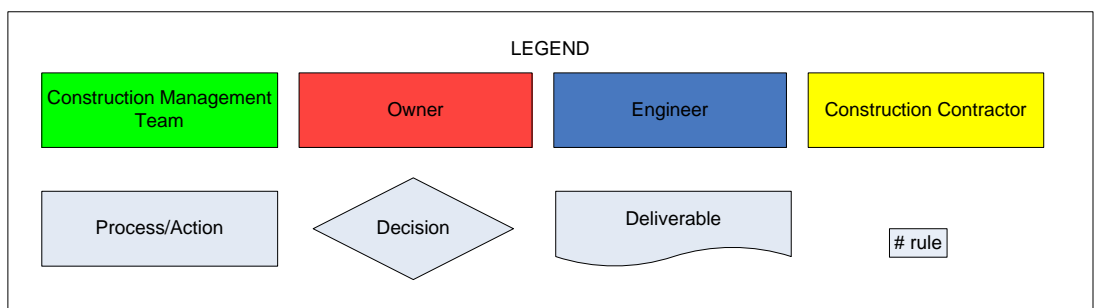 LEGEND
Construction Management
Team
Owner
Engineer
Construction Contractor
Process/Action
Decision
Deliverable
# rule